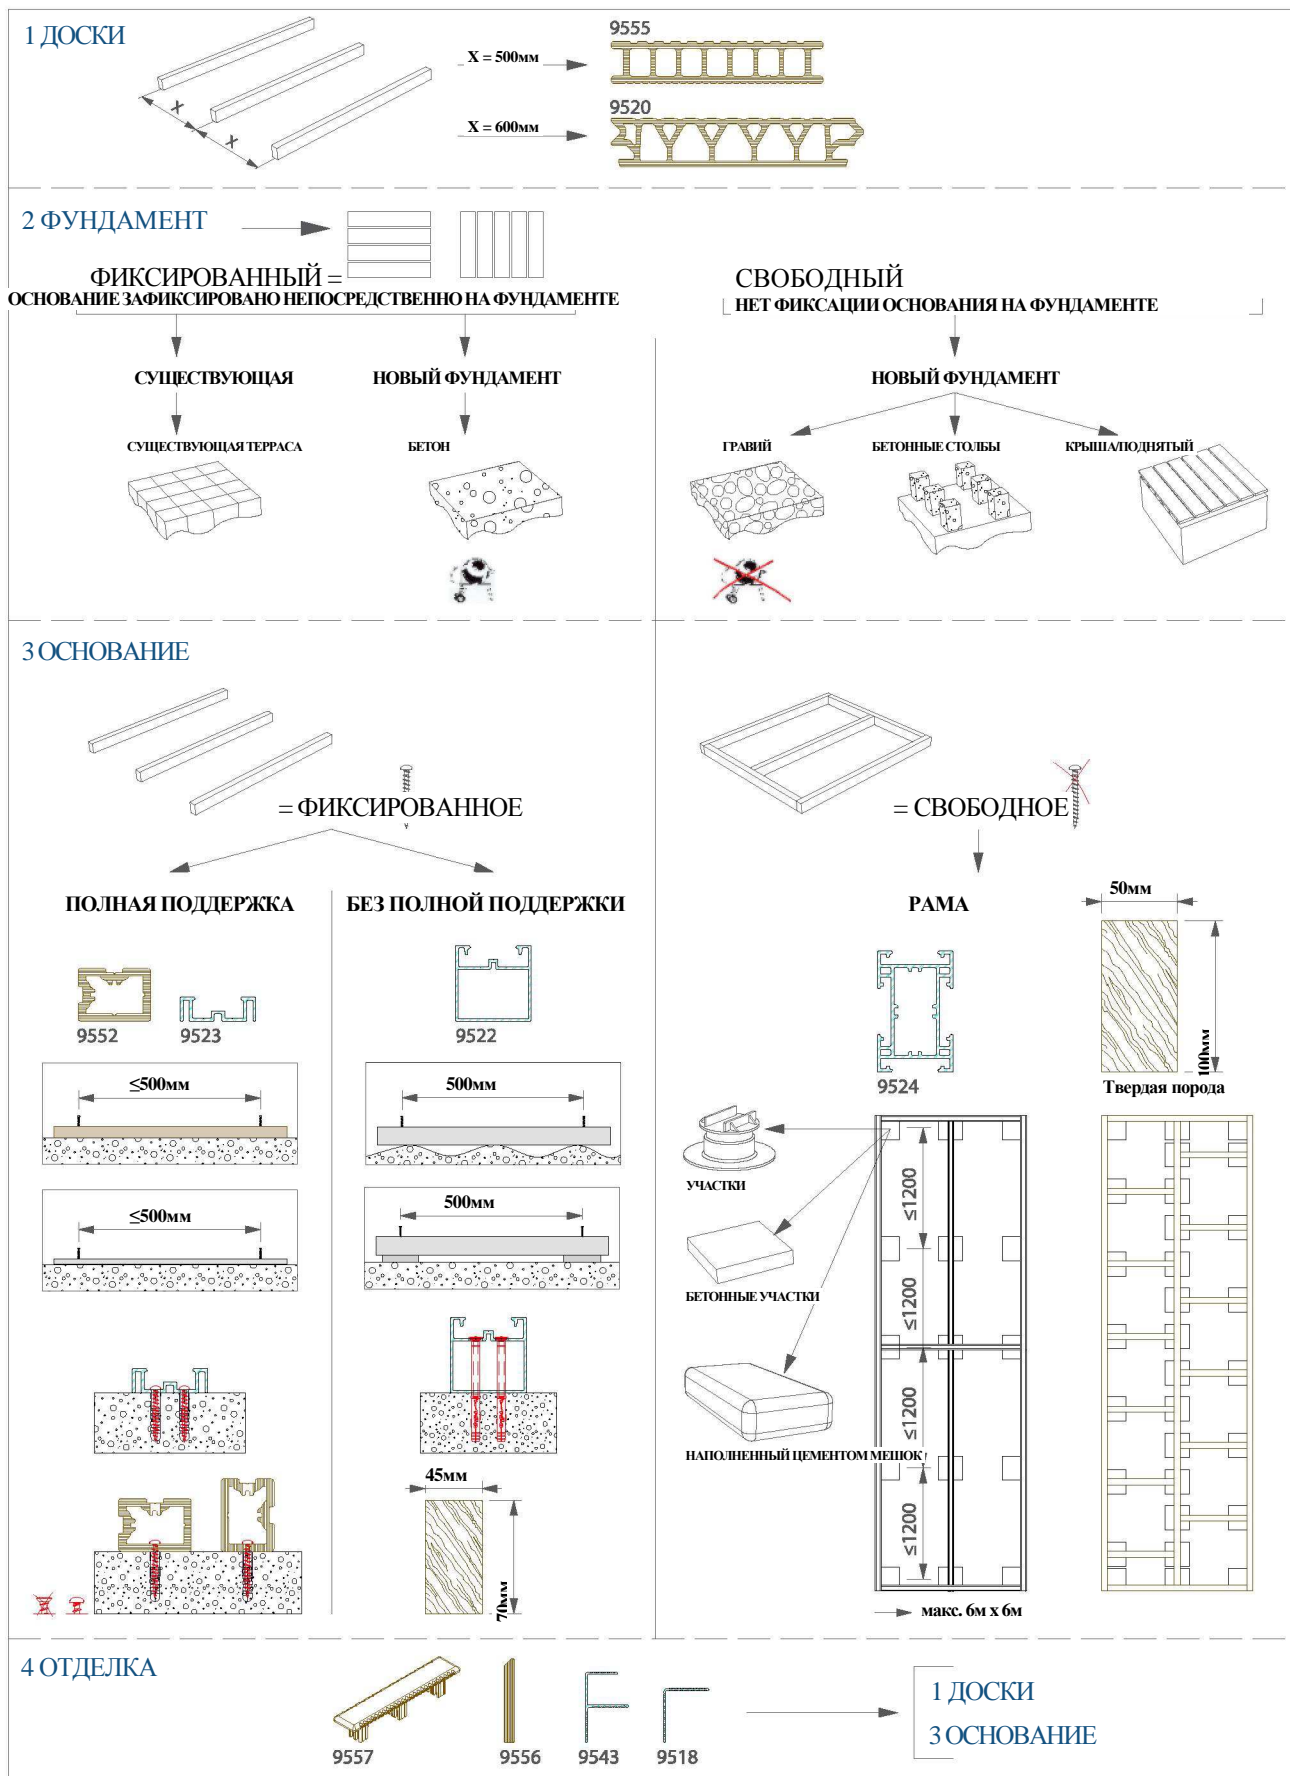 1 ДОСКИ
9555
X = 500мм
9520
X = 600мм
X
X
2 ФУНДАМЕНТ
ФИКСИРОВАННЫЙ =
ОСНОВАНИЕ ЗАФИКСИРОВАНО НЕПОСРЕДСТВЕННО НА ФУНДАМЕНТЕ
СВОБОДНЫЙ
НЕТ ФИКСАЦИИ ОСНОВАНИЯ НА ФУНДАМЕНТЕ
СУЩЕСТВУЮЩАЯ
НОВЫЙ ФУНДАМЕНТ
НОВЫЙ ФУНДАМЕНТ
СУЩЕСТВУЮЩАЯ ТЕРРАСА
БЕТОН
ГРАВИЙ
БЕТОННЫЕ СТОЛБЫ
КРЫША/ПОДНЯТЫЙ
3 ОСНОВАНИЕ
= ФИКСИРОВАННОЕ
= СВОБОДНОЕ
ПОЛНАЯ ПОДДЕРЖКА
БЕЗ ПОЛНОЙ ПОДДЕРЖКИ
РАМА
50мм
100мм
9552
9523
9522
9524
Твердая порода
≤500мм
500мм
≤500мм
500мм
УЧАСТКИ
БЕТОННЫЕ УЧАСТКИ
НАПОЛНЕННЫЙ ЦЕМЕНТОМ МЕШОК
≤1200
≤1200
≤1200
≤1200
45мм
70мм
макс. 6м x 6м
4 ОТДЕЛКА
9557
9556
9543
9518
1 ДОСКИ
3 ОСНОВАНИЕ